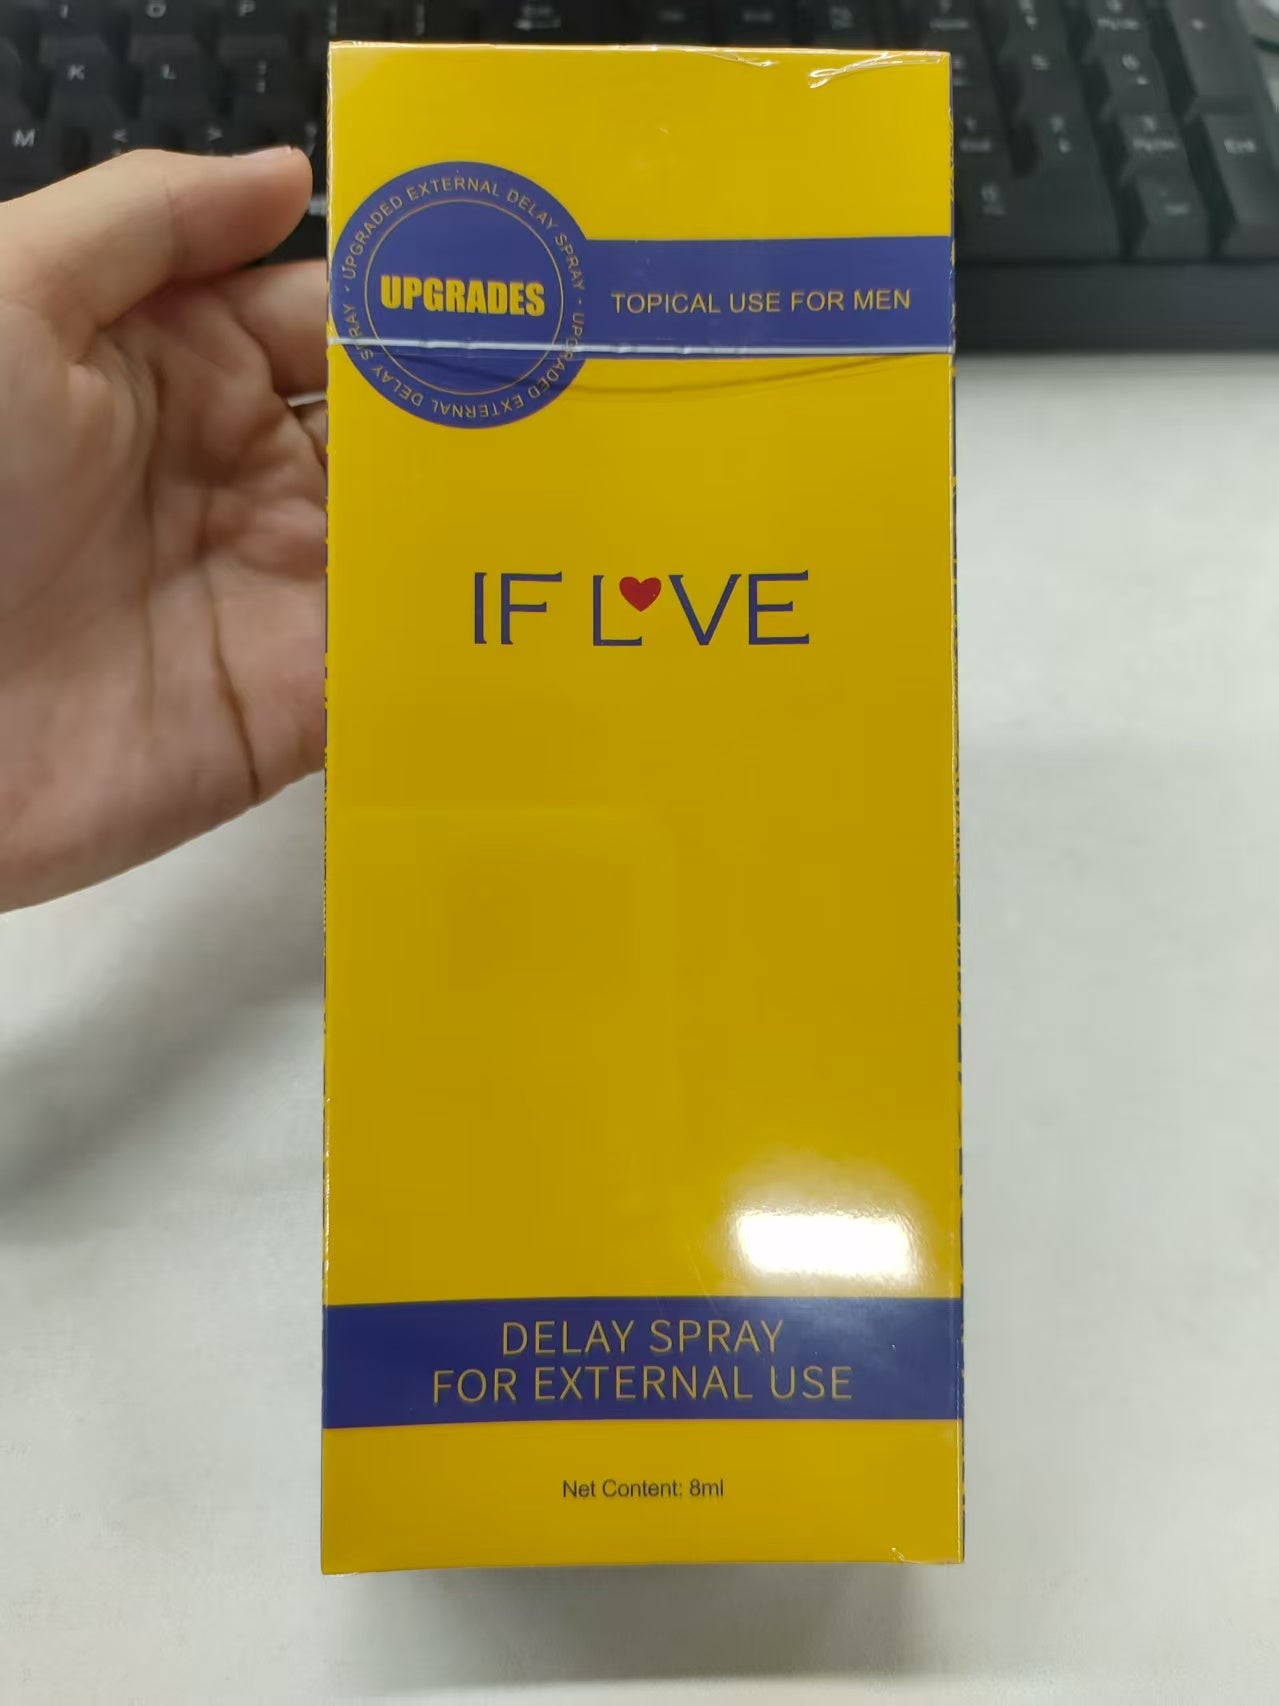 UPGRADED EXTERNAL DELAY SPRAY · UPGRADED EXTERNAL DELAY SPRAY ·
UPGRADES
TOPICAL USE FOR MEN
IF L♥VE
DELAY SPRAY
FOR EXTERNAL USE
Net Content: 8ml
I
O
P
K
L
M
<
>